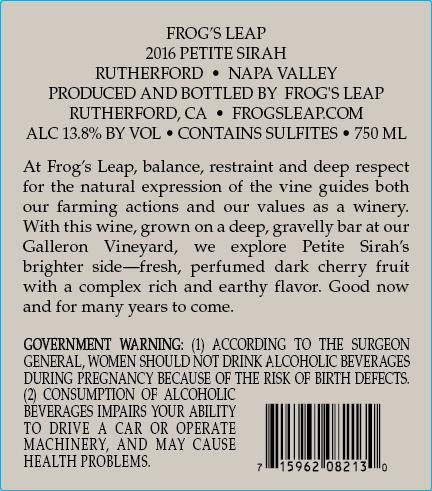 FROG'S LEAP
2016 PETITE SIRAH
RUTHERFORD • NAPA VALLEY
PRODUCED AND BOTTLED BY FROG'S LEAP
RUTHERFORD, CA • FROGSLEAP.COM
ALC 13.8% BY VOL • CONTAINS SULFITES • 750 ML
At Frog's Leap, balance, restraint and deep respect
for the natural expression of the vine guides both
our farming actions and our values as a winery.
With this wine, grown on a deep, gravelly bar at our
Galleron Vineyard, we explore Petite Sirah's
brighter side—fresh, perfumed dark cherry fruit
with a complex rich and earthy flavor. Good now
and for many years to come.
GOVERNMENT WARNING: (1) ACCORDING TO THE SURGEON
GENERAL, WOMEN SHOULD NOT DRINK ALCOHOLIC BEVERAGES
DURING PREGNANCY BECAUSE OF THE RISK OF BIRTH DEFECTS.
(2) CONSUMPTION OF ALCOHOLIC
BEVERAGES IMPAIRS YOUR ABILITY
TO DRIVE A CAR OR OPERATE
MACHINERY, AND MAY CAUSE
HEALTH PROBLEMS.
7 15962 08213 0